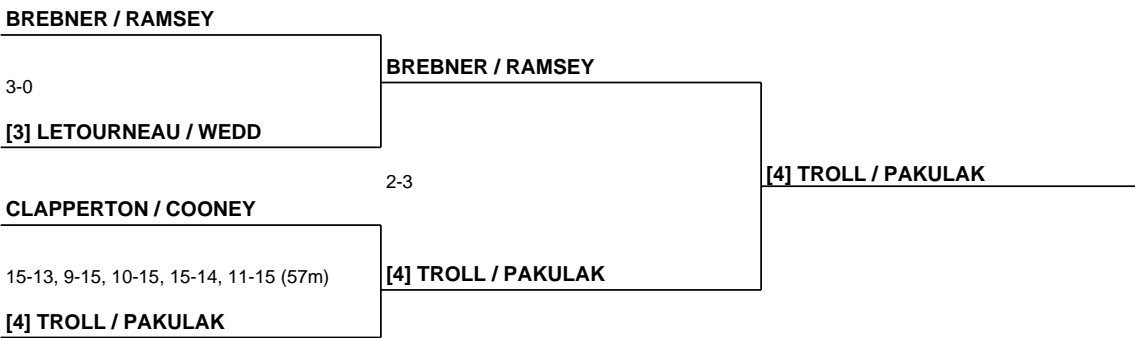 BREBNER / RAMSEY
BREBNER / RAMSEY
3-0
[3] LETOURNEAU / WEDD
2-3
[4] TROLL / PAKULAK
CLAPPERTON / COONEY
15-13, 9-15, 10-15, 15-14, 11-15 (57m)
[4] TROLL / PAKULAK
[4] TROLL / PAKULAK